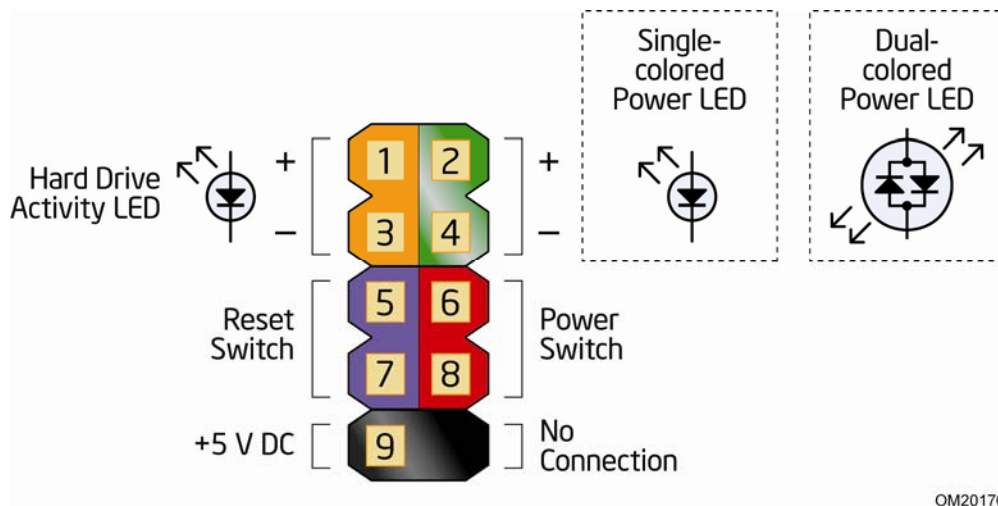 Single-
colored
Power LED
Dual-
colored
Power LED
Hard Drive
Activity LED
+
−
1 2
3 4
+
−
Reset
Switch
5 6
7 8
Power
Switch
+5 V DC
9
No
Connection